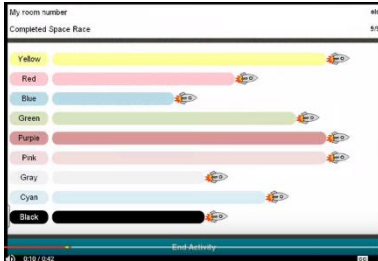 My room number
Completed Space Race
Yellow
Red
Blue
Green
Purple
Pink
Gray
Cyan
Black
End Activity
0:10 / 0:42